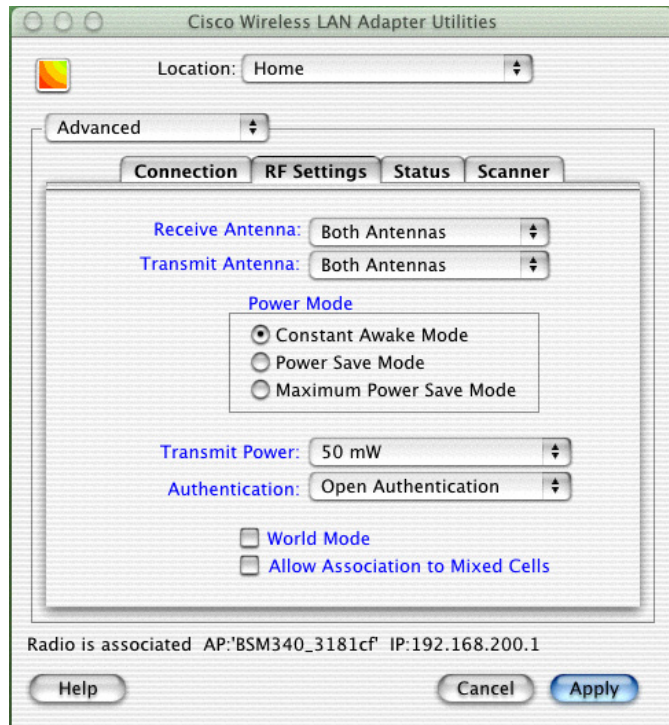 Cisco Wireless LAN Adapter Utilities
Location: Home
Advanced
Connection RF Settings Status Scanner
Receive Antenna: Both Antennas
Transmit Antenna: Both Antennas
Power Mode
Constant Awake Mode
Power Save Mode
Maximum Power Save Mode
Transmit Power: 50 mW
Authentication: Open Authentication
World Mode
Allow Association to Mixed Cells
Radio is associated AP:'BSM340_3181cf' IP:192.168.200.1
Help Cancel Apply